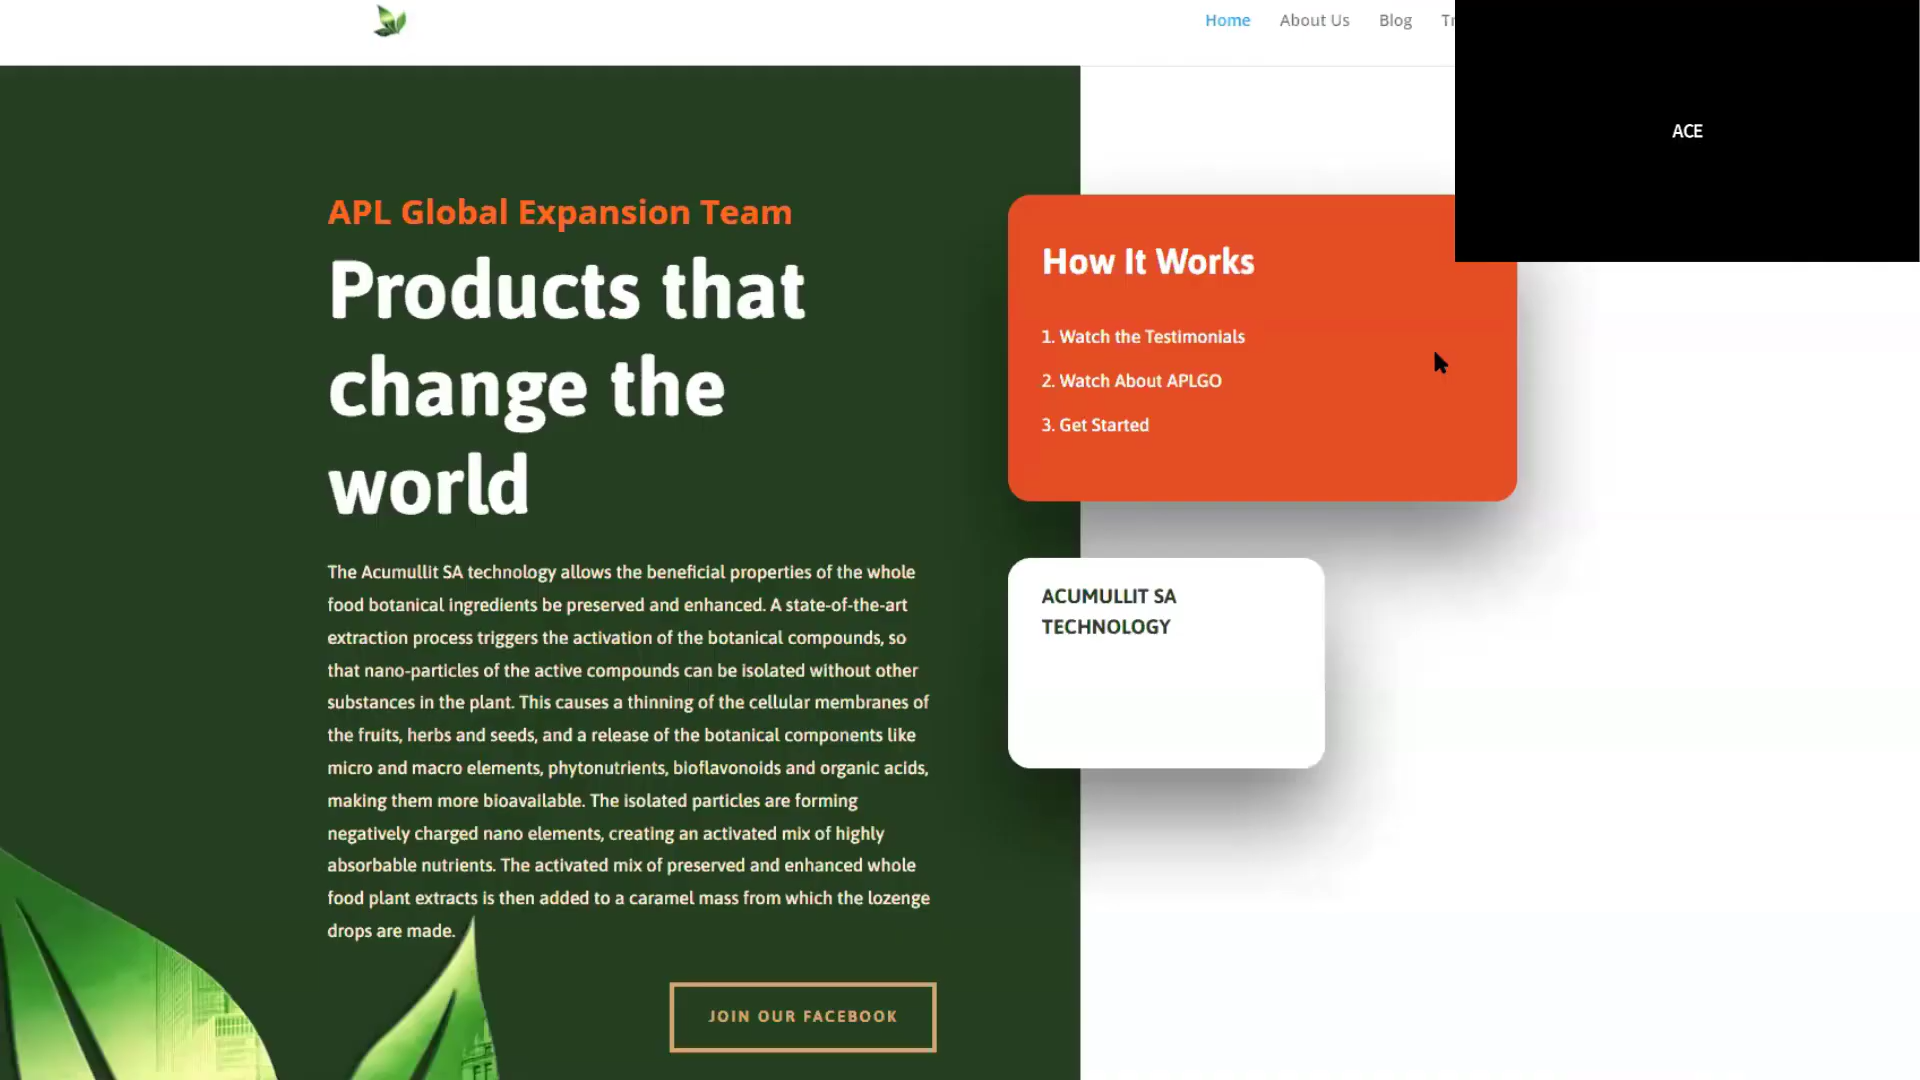 Home About Us Blog
ACE
APL Global Expansion Team
Products that
change the
world
The Acumullit SA technology allows the beneficial properties of the whole
food botanical ingredients be preserved and enhanced. A state-of-the-art
extraction process triggers the activation of the botanical compounds, so
that nano-particles of the active compounds can be isolated without other
substances in the plant. This causes a thinning of the cellular membranes of
the fruits, herbs and seeds, and a release of the botanical components like
micro and macro elements, phytonutrients, bioflavonoids and organic acids,
making them more bioavailable. The isolated particles are forming
negatively charged nano elements, creating an activated mix of highly
absorbable nutrients. The activated mix of preserved and enhanced whole
food plant extracts is then added to a caramel mass from which the lozenge
drops are made.
JOIN OUR FACEBOOK
How It Works
1. Watch the Testimonials
2. Watch About APLGO
3. Get Started
ACUMULLIT SA
TECHNOLOGY